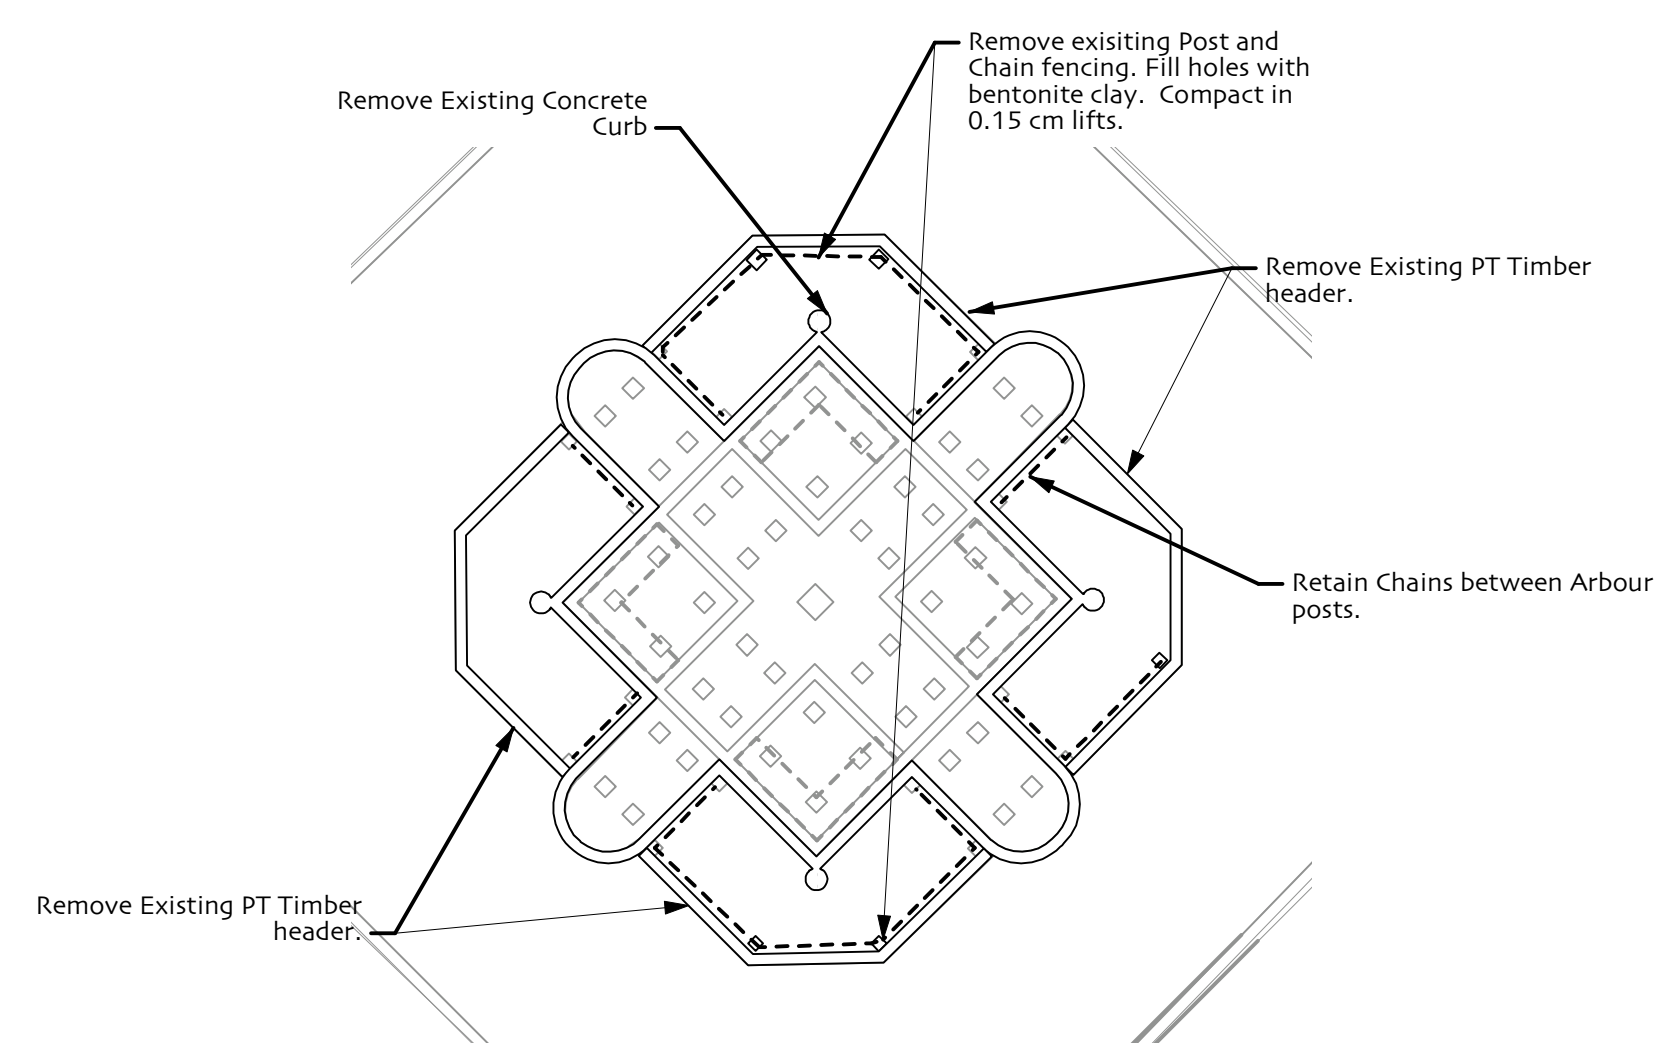 Remove exisiting Post and
Chain fencing. Fill holes with
bentonite clay.  Compact in
0.15 cm lifts.
Remove Existing Concrete
Curb
Remove Existing PT Timber
header.
Retain Chains between Arbour
posts.
Remove Existing PT Timber
header.